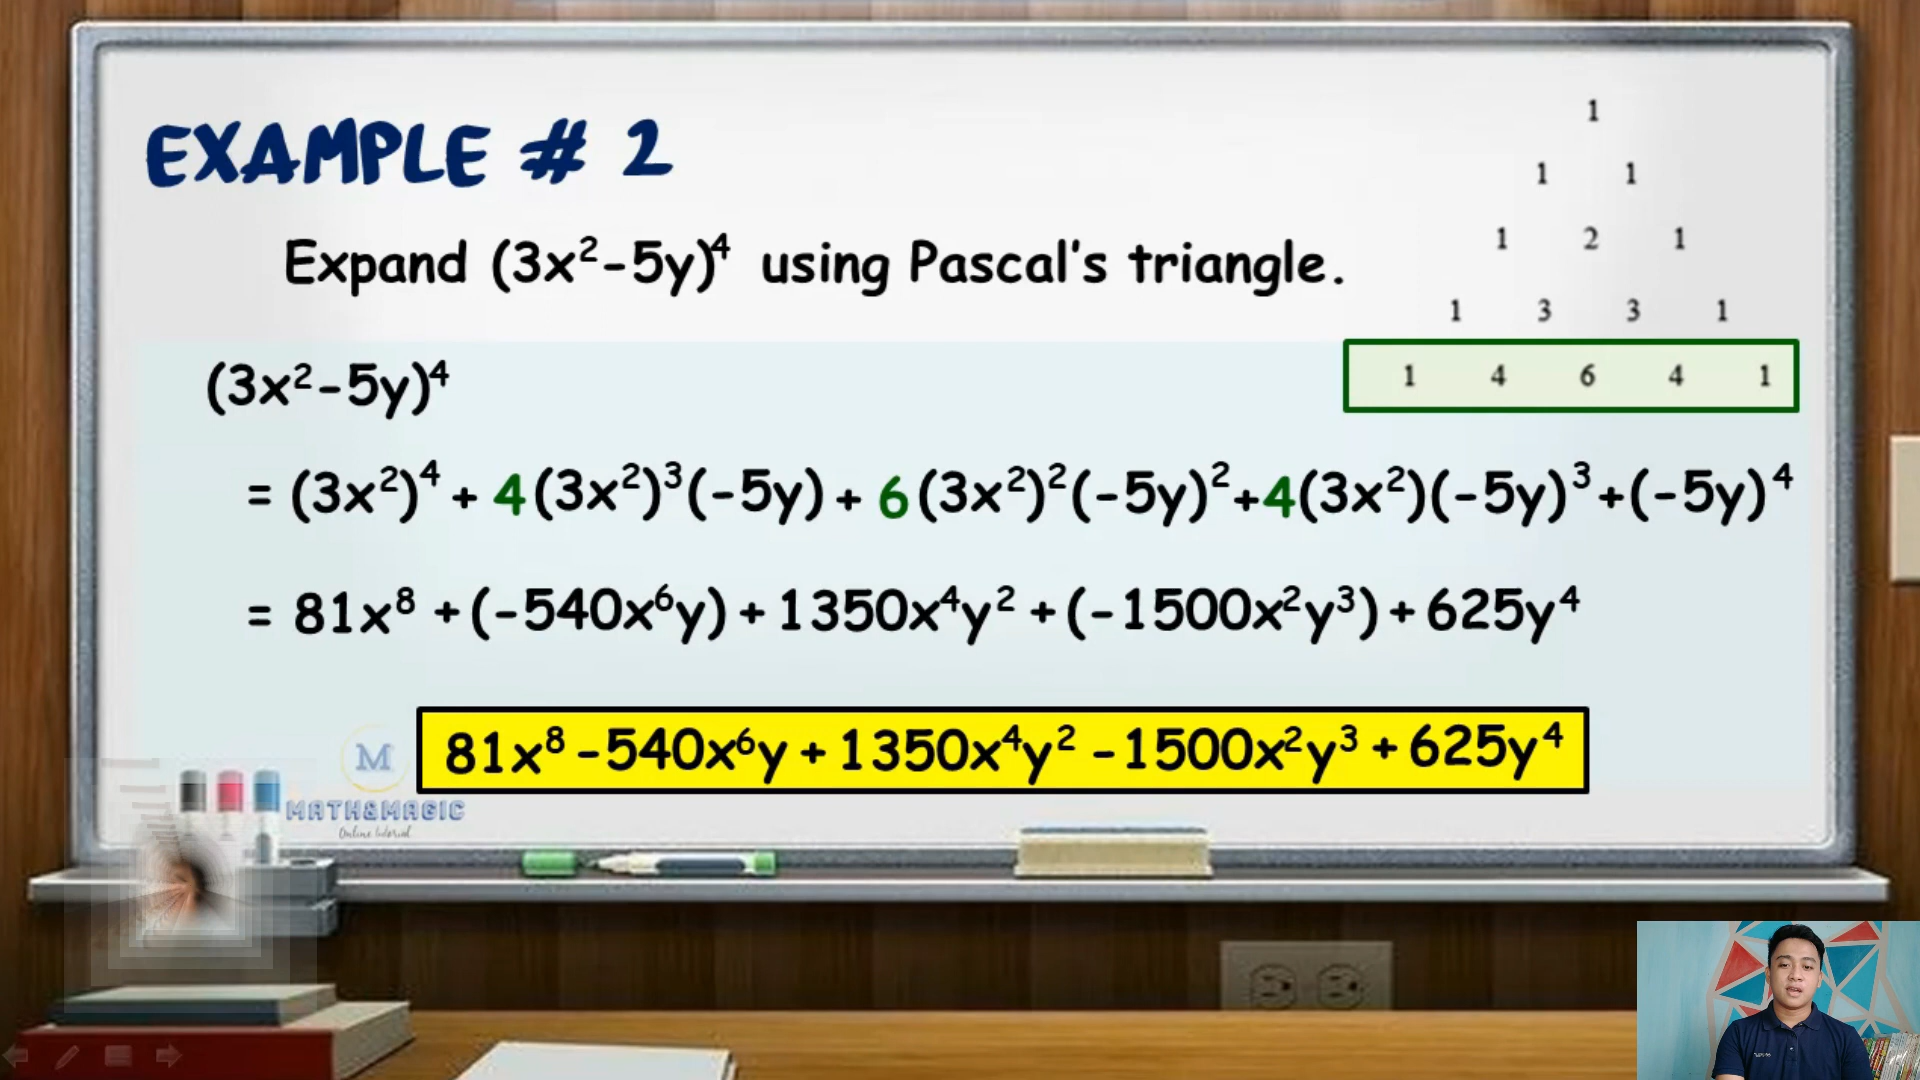 EXAMPLE # 2
Expand (3x²-5y)⁴ using Pascal's triangle.
1
1 1
1 2 1
1 3 3 1
1 4 6 4 1
(3x²-5y)⁴
= (3x²)⁴ + 4(3x²)³(-5y) + 6(3x²)²(-5y)²+4(3x²)(-5y)³+(-5y)⁴
= 81x⁸ +(-540x⁶y) + 1350x⁴y² + (-1500x²y³) + 625y⁴
81x⁸ -540x⁶y + 1350x⁴y² -1500x²y³ + 625y⁴
M
MATH&MAGIC
Online tutorial